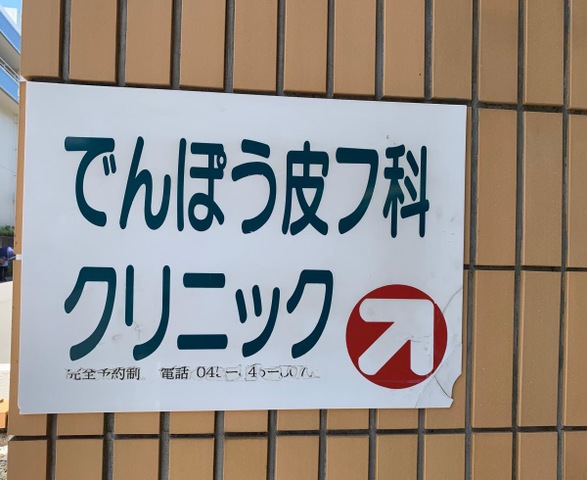 でんぽう皮フ科
クリニック
完全予約制 電話